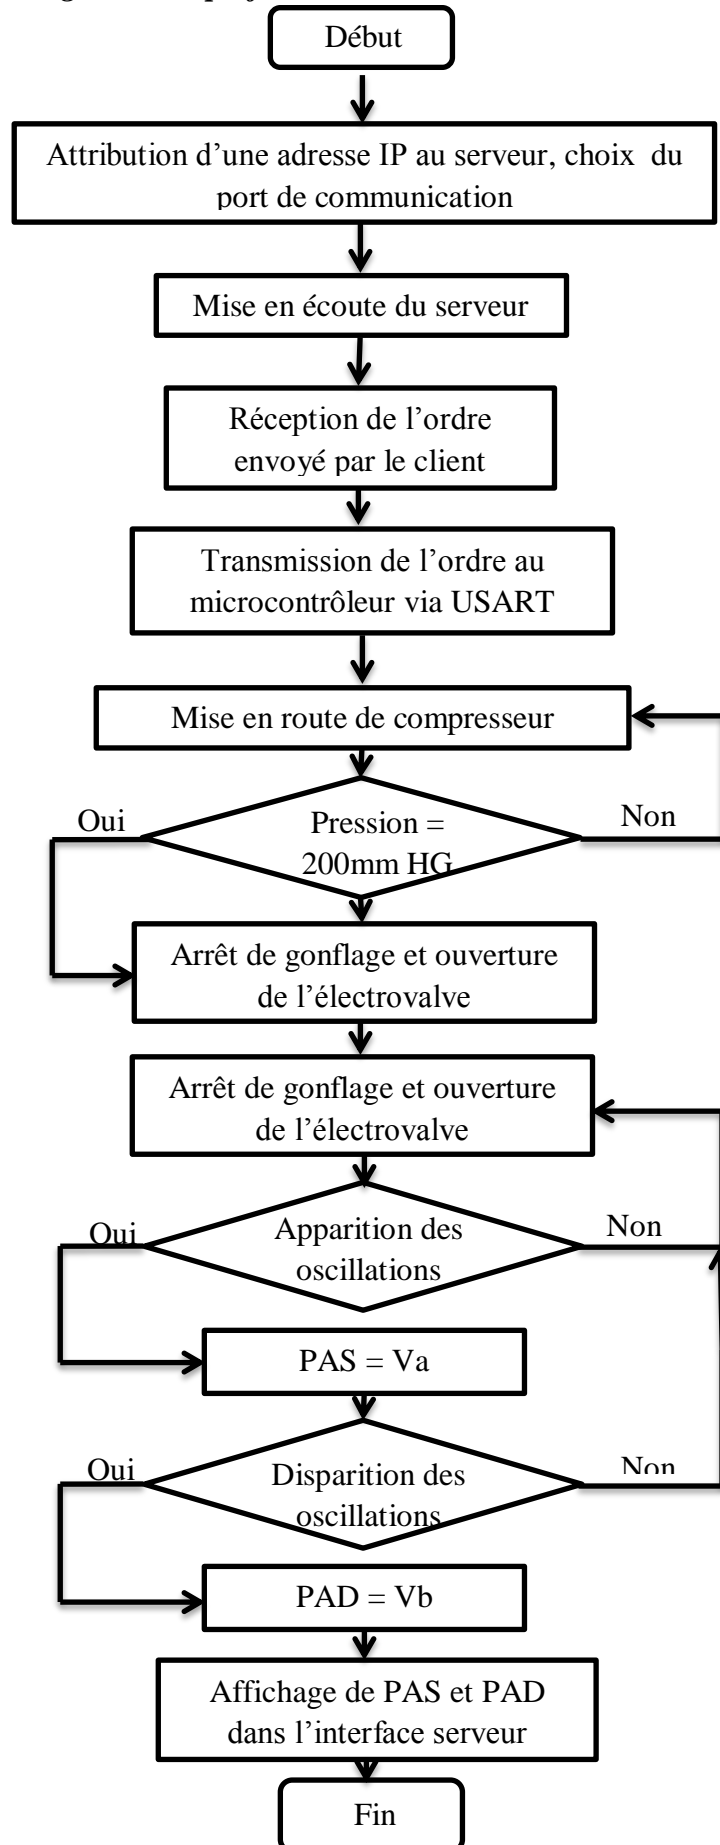 Début
Attribution d’une adresse IP au serveur, choix du
port de communication
Mise en écoute du serveur
Réception de l’ordre
envoyé par le client
Transmission de l’ordre au
microcontrôleur via USART
Mise en route de compresseur
Oui
Pression =
200mm HG
Non
Arrêt de gonflage et ouverture
de l’électrovalve
Arrêt de gonflage et ouverture
de l’électrovalve
Oui
Apparition des
oscillations
Non
PAS = Va
Oui
Disparition des
oscillations
Non
PAD = Vb
Affichage de PAS et PAD
dans l’interface serveur
Fin